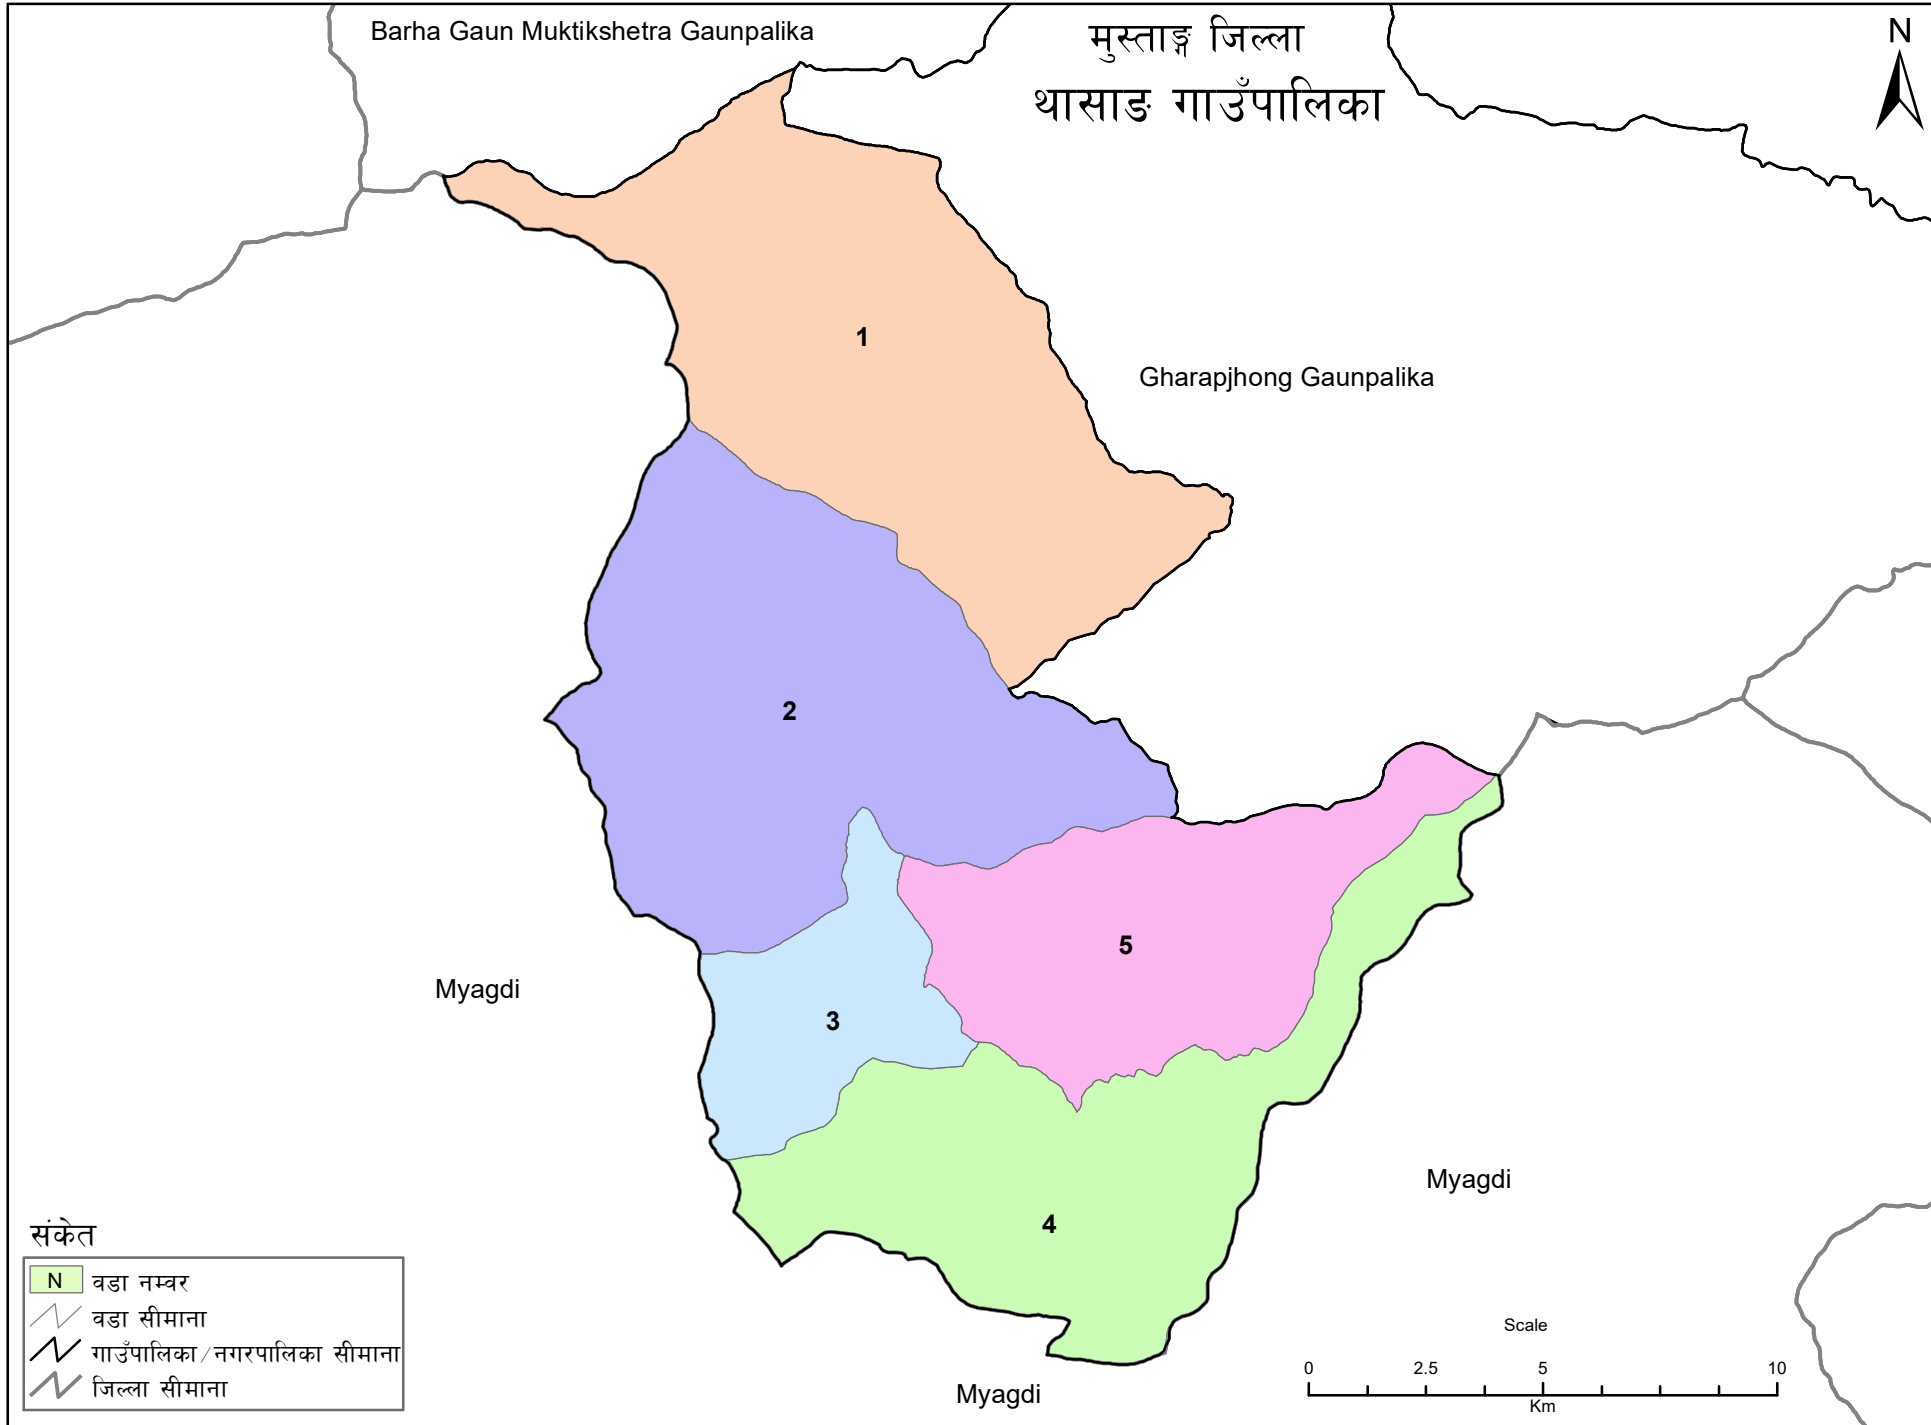 Barha Gaun Muktikshetra Gaunpalika
मुस्ताङ्ग जिल्ला
थासाङ गाउँपालिका
N
1
Gharapjhong Gaunpalika
2
5
Myagdi
3
Myagdi
4
संकेत
N वडा नम्वर
वडा सीमाना
गाउँपालिका/नगरपालिका सीमाना
जिल्ला सीमाना
Myagdi
Scale
0 2.5 5 10
Km